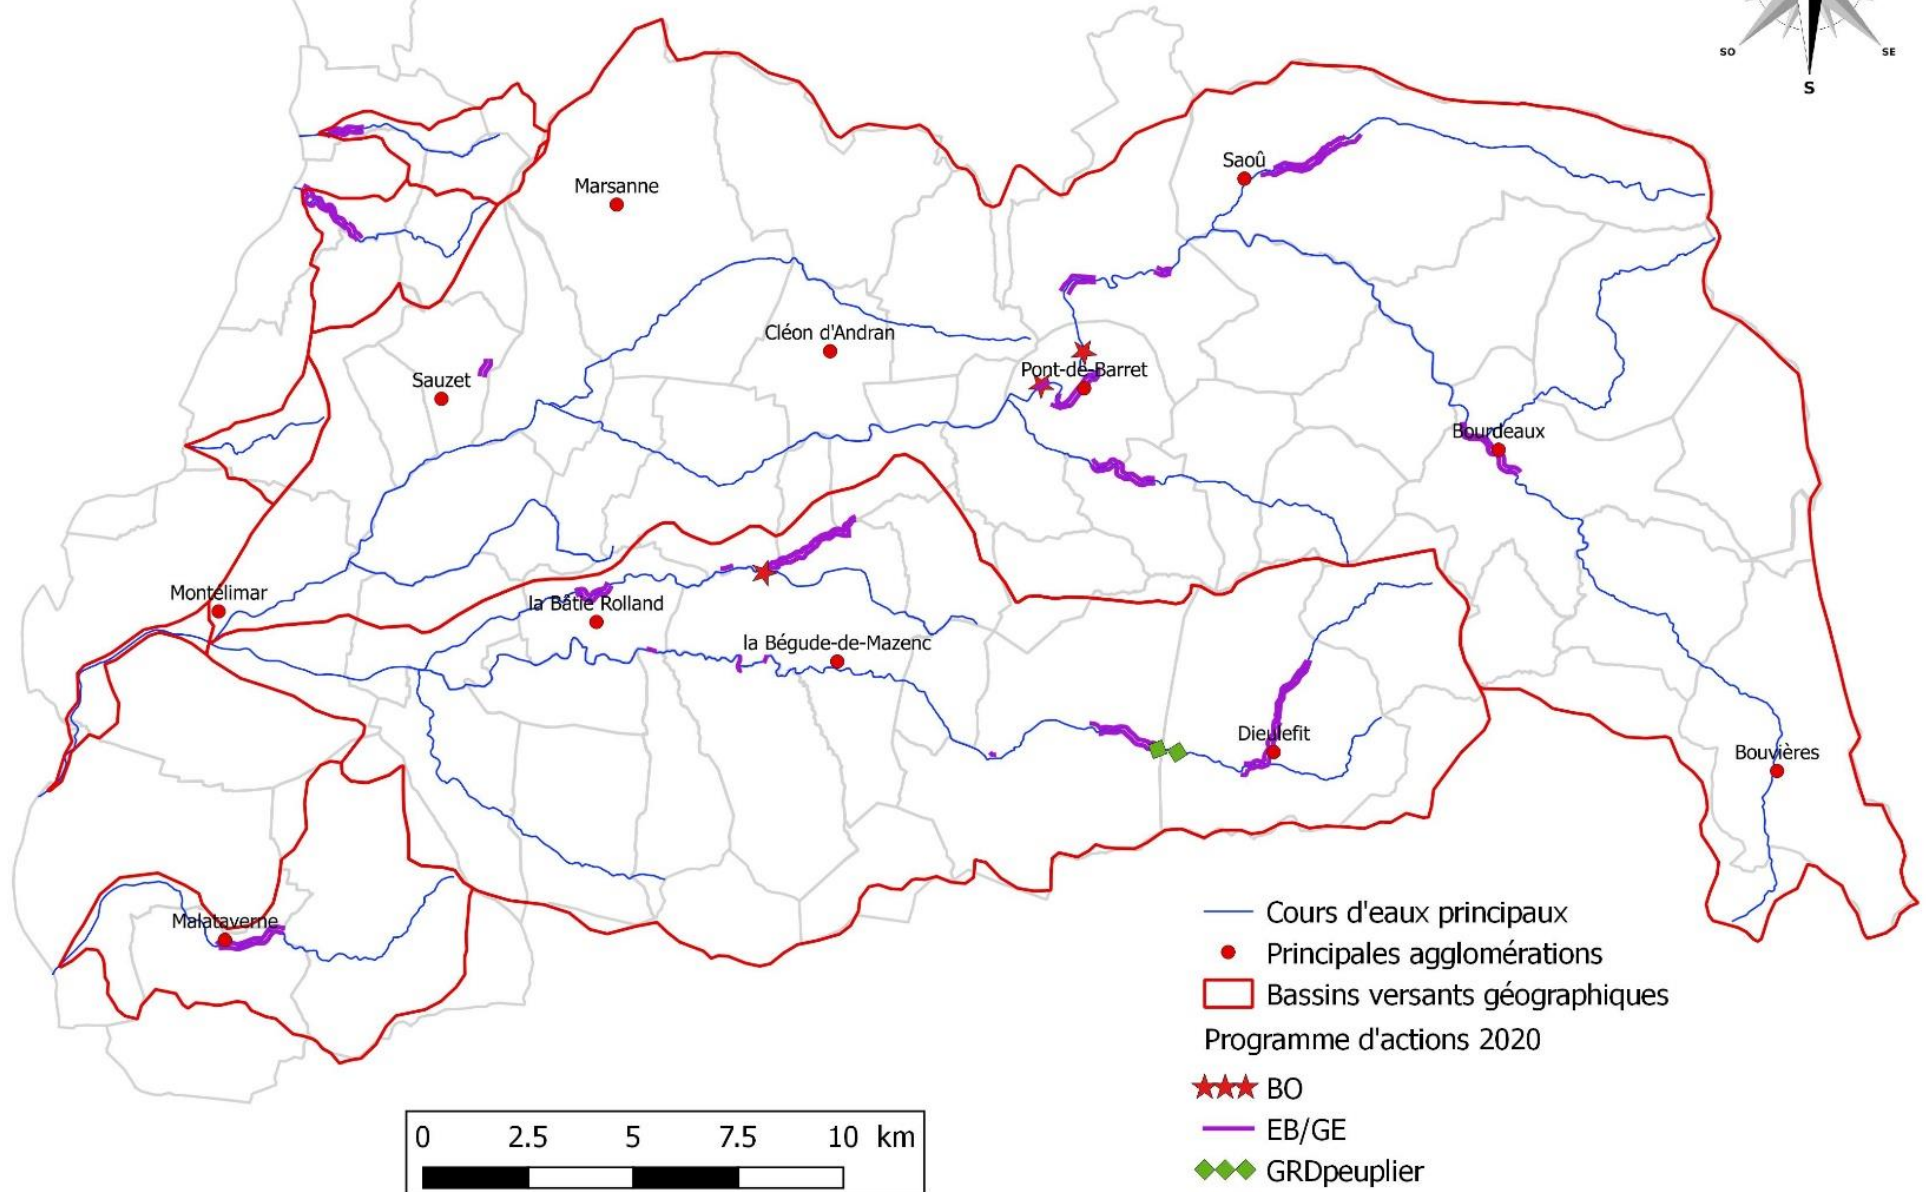 SO
SE
S
Saoû
Marsanne
Cléon d'Andran
Pont-de-Barret
Sauzet
Bourdeaux
Montélimar
la Bâtie Rolland
la Bégude-de-Mazenc
Dieulefit
Bouvières
Malataverne
Cours d'eaux principaux
Principales agglomérations
Bassins versants géographiques
Programme d'actions 2020
BO
EB/GE
GRDpeuplier
0 2.5 5 7.5 10 km